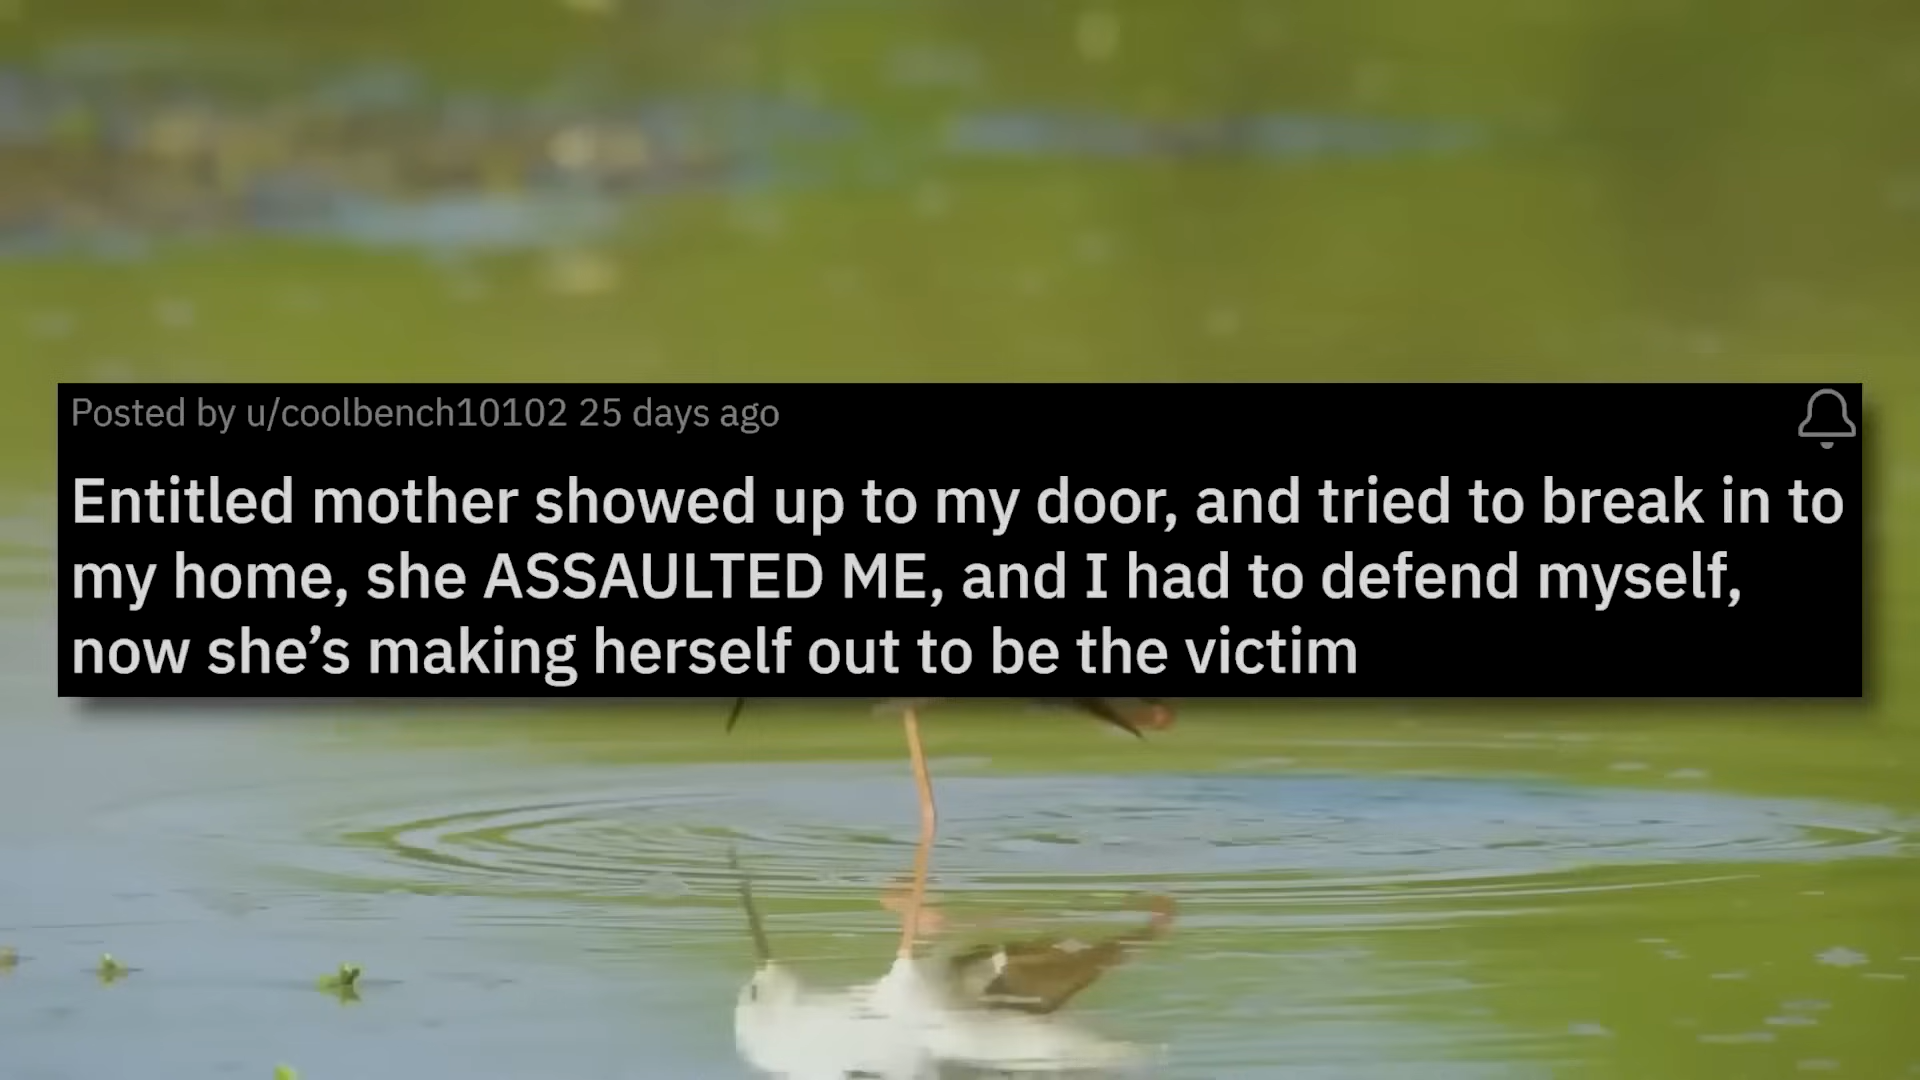 Posted by u/coolbench10102 25 days ago
Entitled mother showed up to my door, and tried to break in to
my home, she ASSAULTED ME, and I had to defend myself,
now she’s making herself out to be the victim